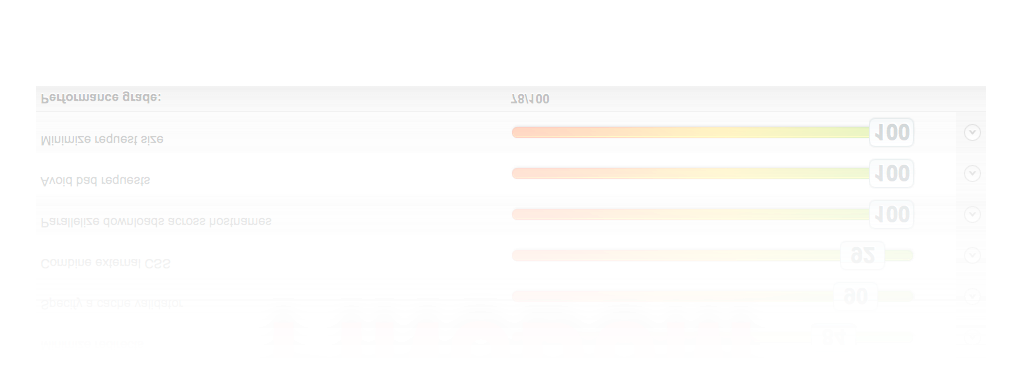 Performance grade: 78/100
Minimize request size 100
Avoid bad requests 100
Parallelize downloads across hostnames 100
Combine external CSS 92
Specify a cache validator 90